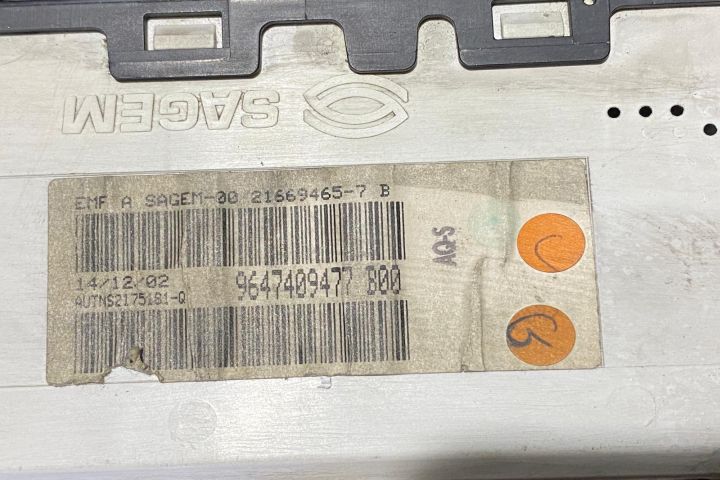 SAGEM
EMF A SAGEM-00 21669465-7 B
14/12/02
9647409477 B00
AUTNS2175181-Q
AQ-S